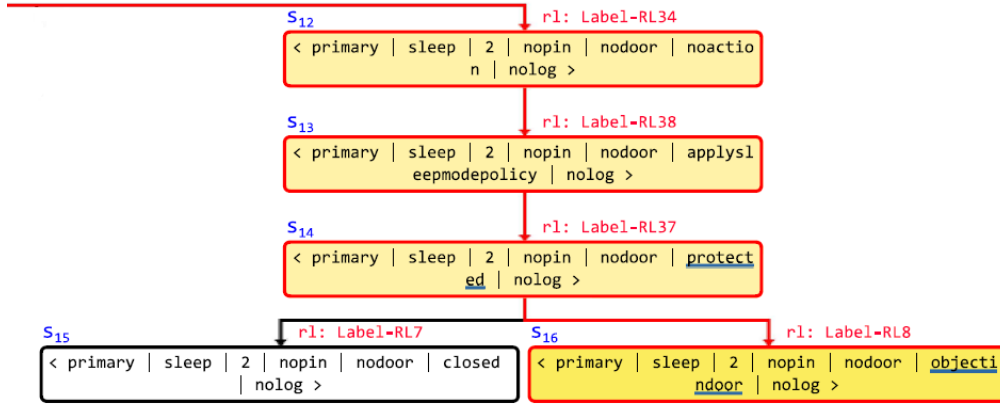 S12 rl: Label-RL34
< primary | sleep | 2 | nopin | nodoor | noactio
n | nolog >
S13 rl: Label-RL38
< primary | sleep | 2 | nopin | nodoor | applysl
eepmodepolicy | nolog >
S14 rl: Label-RL37
< primary | sleep | 2 | nopin | nodoor | protect
ed | nolog >
S15 rl: Label-RL7
< primary | sleep | 2 | nopin | nodoor | closed
| nolog >
S16 rl: Label-RL8
< primary | sleep | 2 | nopin | nodoor | objecti
ndoor | nolog >